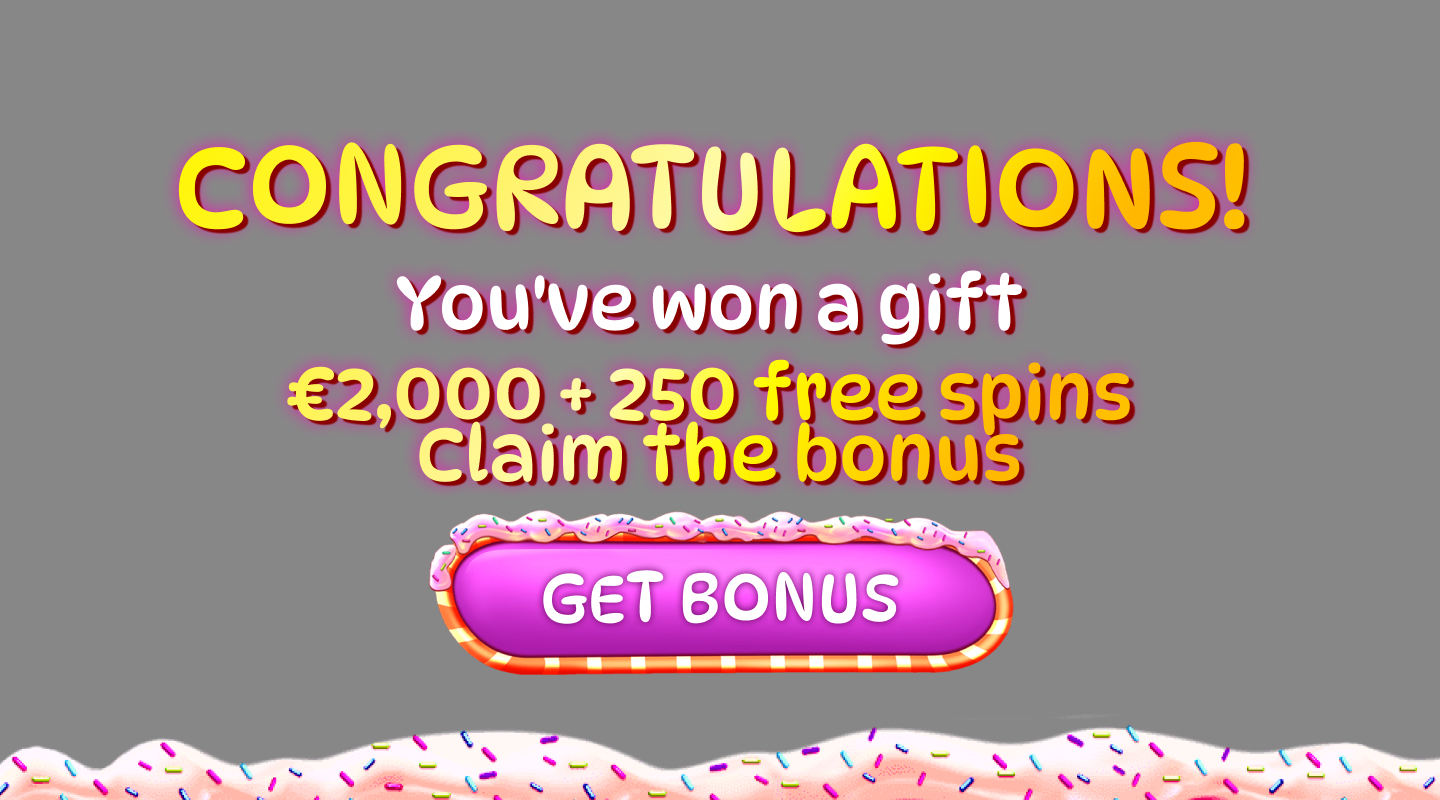 CONGRATULATIONS!
You've won a gift
€2,000 + 250 free spins
Claim the bonus
GET BONUS